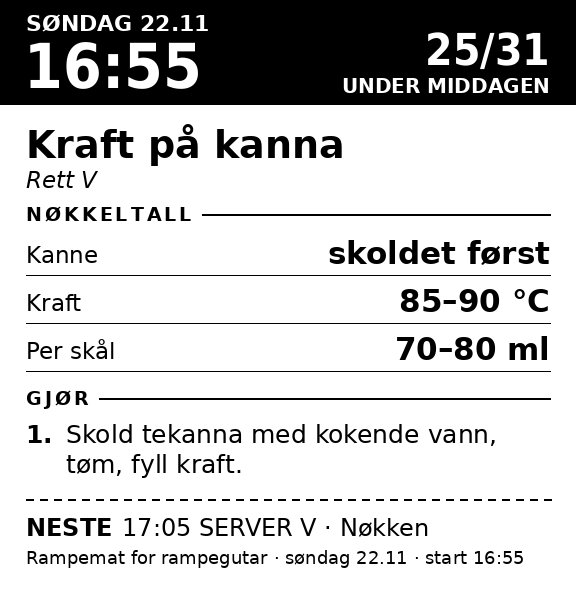 SØNDAG 22.11
16:55
25/31
UNDER MIDDAGEN
Kraft på kanna
Rett V
NØKKELTALL
Kanne skoldet først
Kraft 85–90 °C
Per skål 70–80 ml
GJØR
1. Skold tekanna med kokende vann,
tøm, fyll kraft.
NESTE 17:05 SERVER V · Nøkken
Rampemat for rampegutar · søndag 22.11 · start 16:55